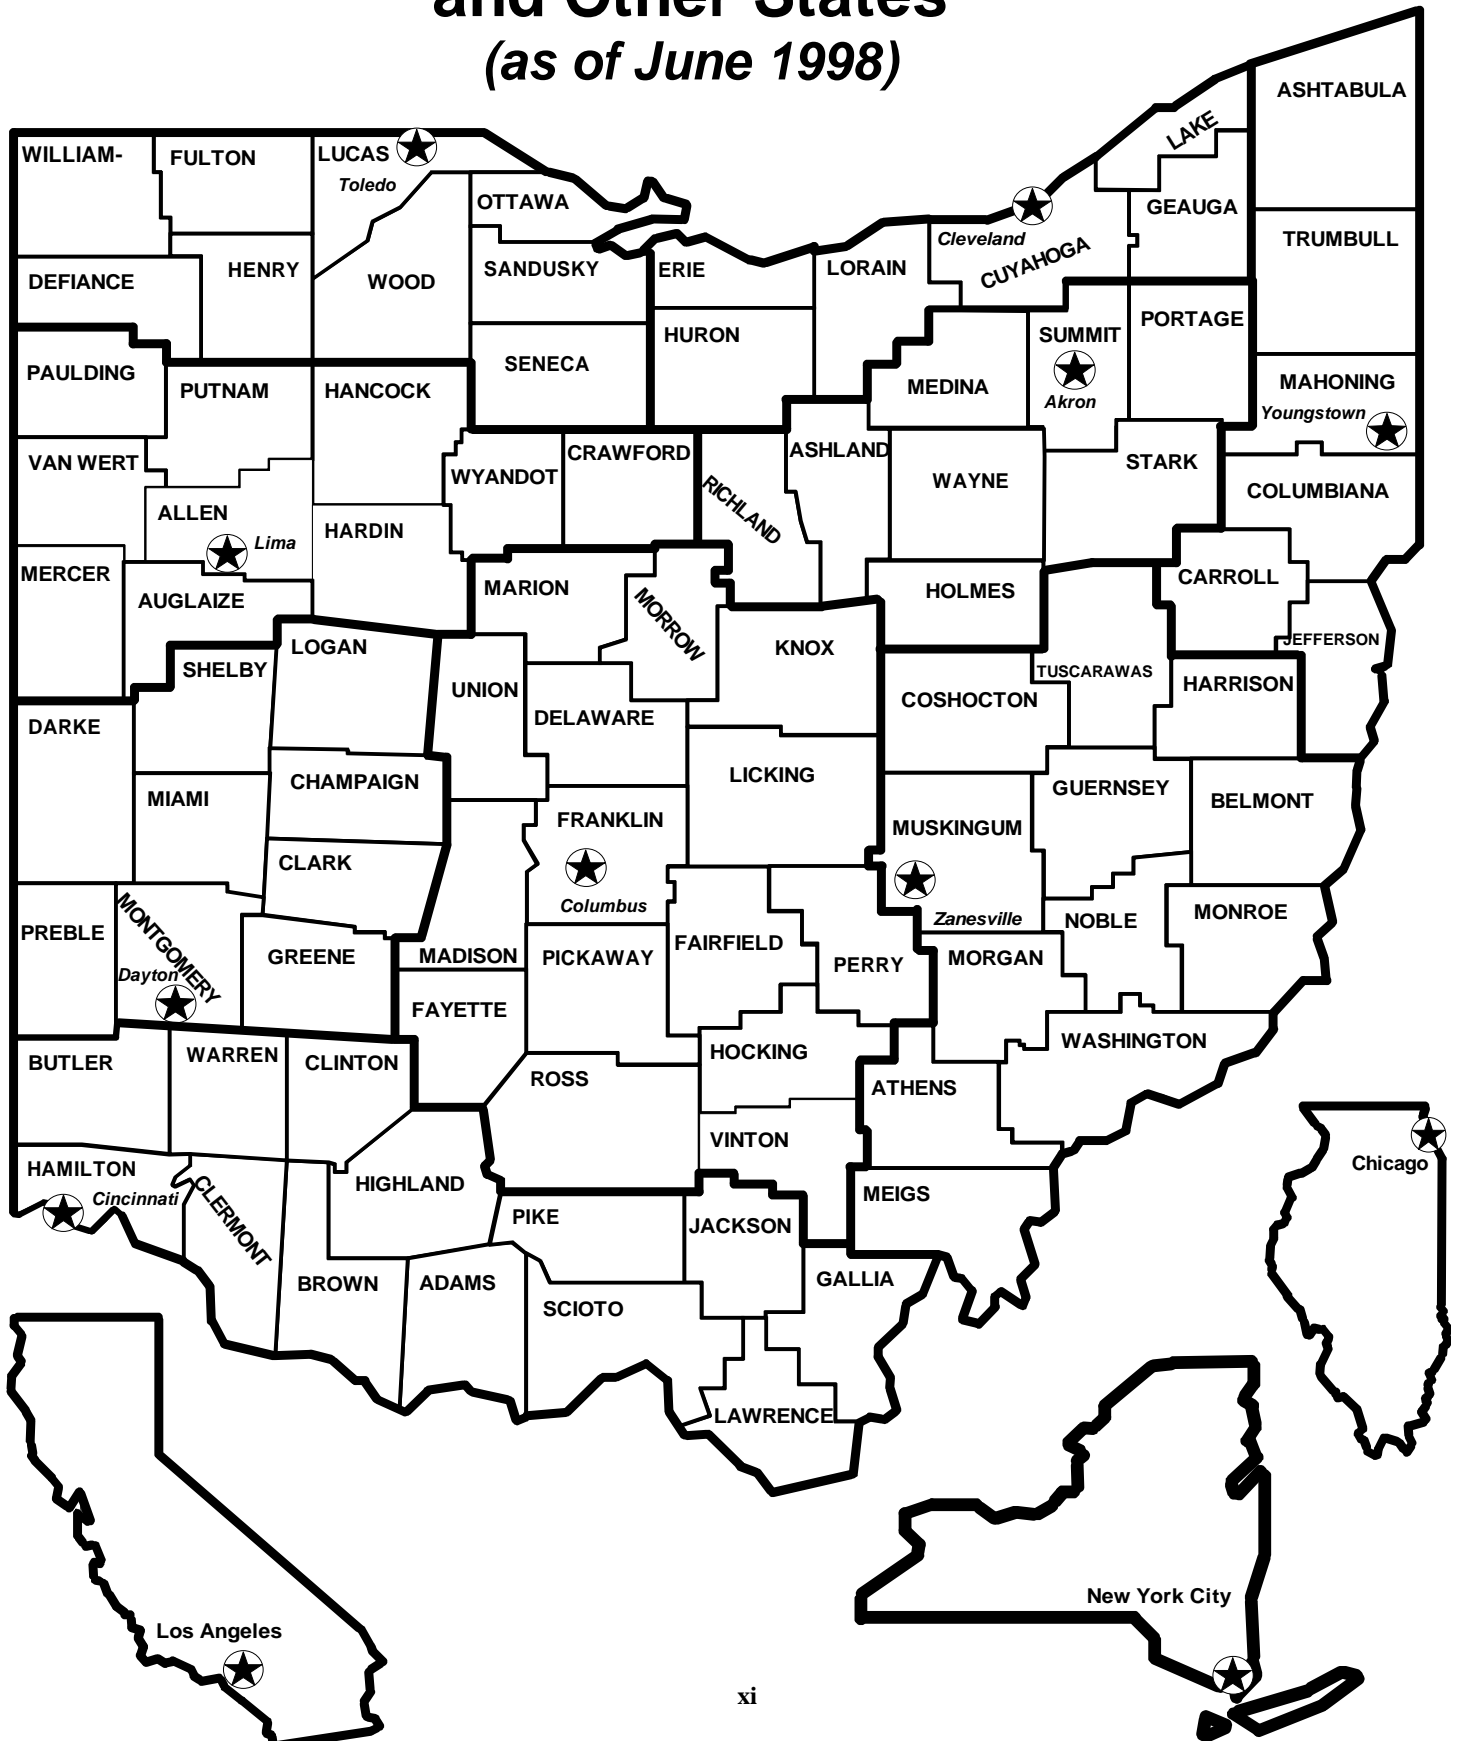 and Other States
(as of June 1998)
ASHTABULA
LAKE
WILLIAM-
FULTON
LUCAS
Toledo
OTTAWA
GEAUGA
Cleveland
CUYAHOGA
TRUMBULL
DEFIANCE
HENRY
WOOD
SANDUSKY
ERIE
LORAIN
PAULDING
PUTNAM
HANCOCK
SENECA
HURON
MEDINA
SUMMIT
Akron
PORTAGE
MAHONING
Youngstown
VAN WERT
ALLEN
Lima
HARDIN
WYANDOT
CRAWFORD
RICHLAND
ASHLAND
WAYNE
STARK
COLUMBIANA
MERCER
AUGLAIZE
MARION
MORROW
HOLMES
CARROLL
JEFFERSON
SHELBY
LOGAN
UNION
DELAWARE
KNOX
COSHOCTON
TUSCARAWAS
HARRISON
DARKE
MIAMI
CHAMPAIGN
LICKING
GUERNSEY
BELMONT
CLARK
FRANKLIN
Columbus
MUSKINGUM
Zanesville
NOBLE
MONROE
PREBLE
MONTGOMERY
Dayton
GREENE
MADISON
PICKAWAY
FAIRFIELD
PERRY
MORGAN
FAYETTE
BUTLER
WARREN
CLINTON
ROSS
HOCKING
ATHENS
WASHINGTON
HAMILTON
Cincinnati
CLERMONT
HIGHLAND
VINTON
MEIGS
Chicago
PIKE
JACKSON
BROWN
ADAMS
SCIOTO
GALLIA
LAWRENCE
Los Angeles
New York City
xi